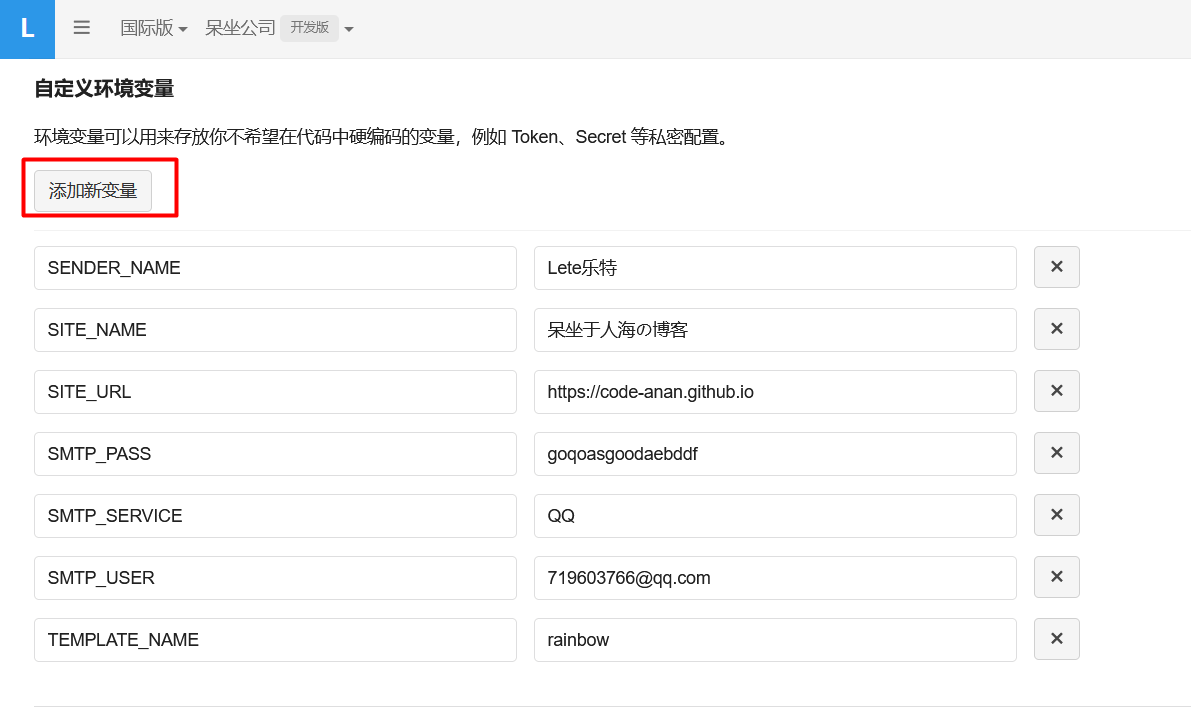 L 国际版 呆坐公司 开发版
自定义环境变量
环境变量可以用来存放你不希望在代码中硬编码的变量，例如 Token、Secret 等私密配置。
添加新变量
SENDER_NAME Lete乐特
SITE_NAME 呆坐于人海の博客
SITE_URL https://code-anan.github.io
SMTP_PASS goqoasgoodaebddf
SMTP_SERVICE QQ
SMTP_USER 719603766@qq.com
TEMPLATE_NAME rainbow